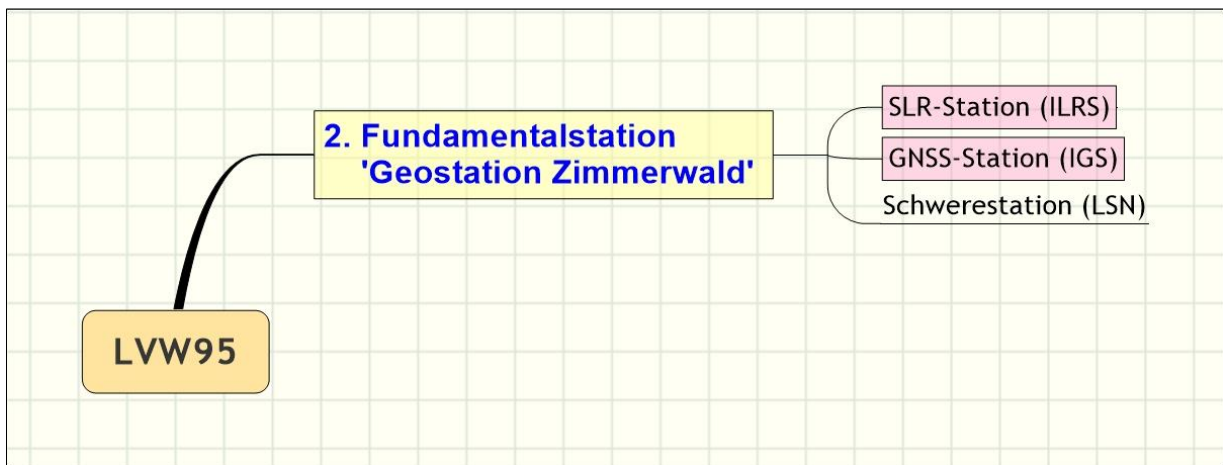 2. Fundamentalstation
'Geostation Zimmerwald'
SLR-Station (ILRS)
GNSS-Station (IGS)
Schwerestation (LSN)
LVW95